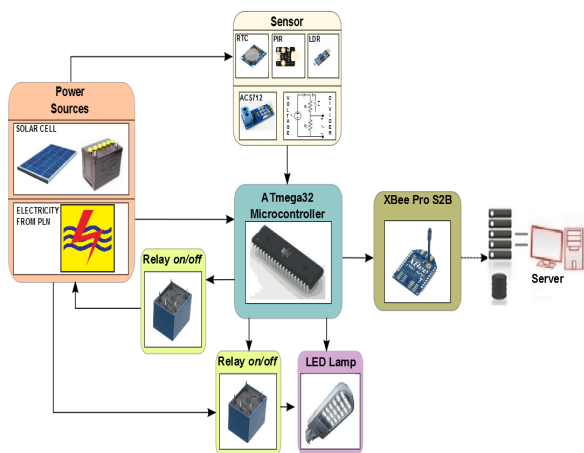 Sensor
RTC
PIR
LDR
ACS712
VOLTAGE
DIVIDER
Power
Sources
SOLAR CELL
ELECTRICITY
FROM PLN
ATmega32
Microcontroller
XBee Pro S2B
XBee
Server
Relay on/off
Relay on/off
LED Lamp